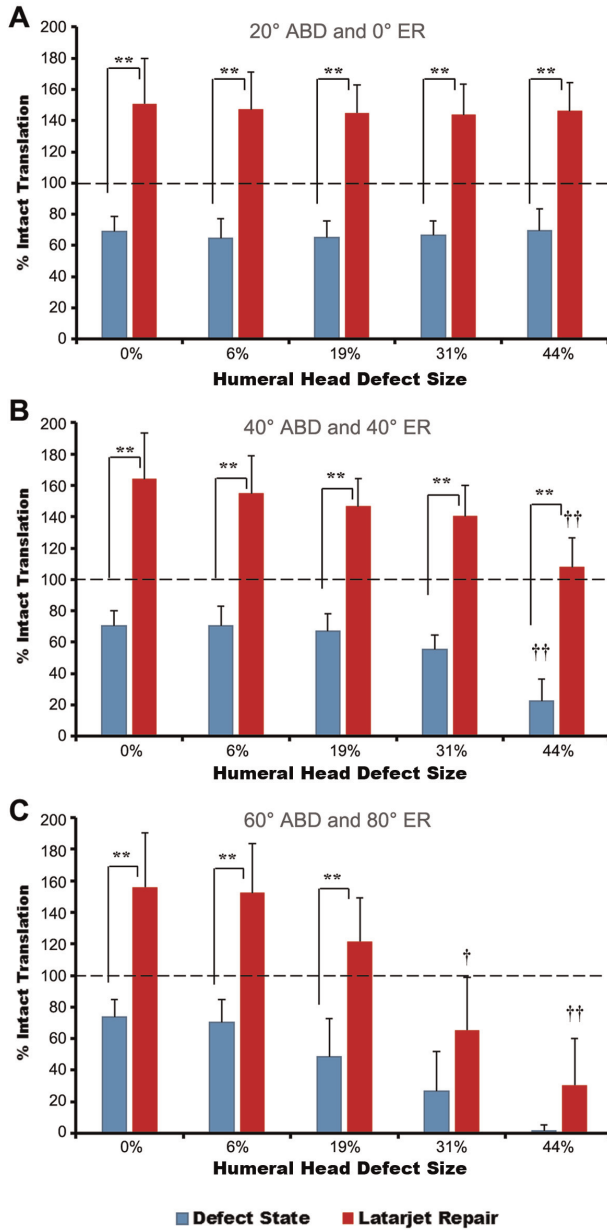 A
20° ABD and 0° ER
% Intact Translation
200
180
160
140
120
100
80
60
40
20
0
** ** ** ** **
0% 6% 19% 31% 44%
Humeral Head Defect Size
B
40° ABD and 40° ER
% Intact Translation
200
180
160
140
120
100
80
60
40
20
0
** ** ** ** **
††
††
0% 6% 19% 31% 44%
Humeral Head Defect Size
C
60° ABD and 80° ER
% Intact Translation
200
180
160
140
120
100
80
60
40
20
0
** ** **
†
††
0% 6% 19% 31% 44%
Humeral Head Defect Size
Defect State Latarjet Repair